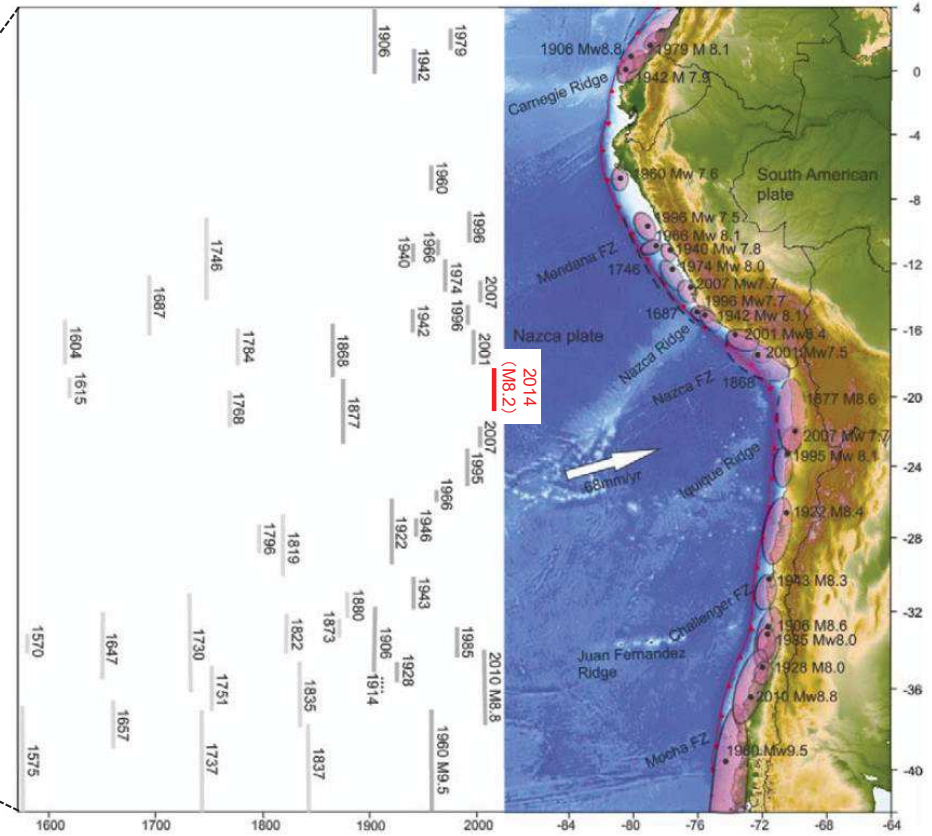 1906
1979
1942
1960
1996
1746
1966
1940
1974
1687
2007
1996
1942
1604
1784
1868
2001
1615
1768
1877
2014
(M8.2)
2007
1995
1966
1922
1946
1796
1819
1943
1880
1570
1647
1730
1822
1873
1906
1985
1914
1928
2010 M8.8
1751
1835
1575
1657
1737
1837
1960 M9.5
1600
1700
1800
1900
2000
1906 Mw8.8
1979 M 8.1
1942 M 7.9
Carnegie Ridge
1960 Mw 7.6
South American
plate
1996 Mw 7.5
1966 Mw 8.1
Mendana FZ
1940 Mw 7.8
1746
1974 Mw 8.0
2007 Mw7.7
1996 Mw7.7
1687
1942 Mw 8.1)
Nazca plate
2001 Mw8.4
Nazca Ridge
2001 Mw7.5
Nazca FZ
1868
1877 M8.6
2007 Mw 7.7
1995 Mw 8.1
68mm/yr
Iquique Ridge
1922 M8.4
1943 M8.3
Challenger FZ
1906 M8.6
1985 Mw8.0
Juan Fernandez
Ridge
1928 M8.0
2010 Mw8.8
Mocha FZ
1960 Mw9.5
4
0
-4
-8
-12
-16
-20
-24
-28
-32
-36
-40
-84
-80
-76
-72
-68
-64